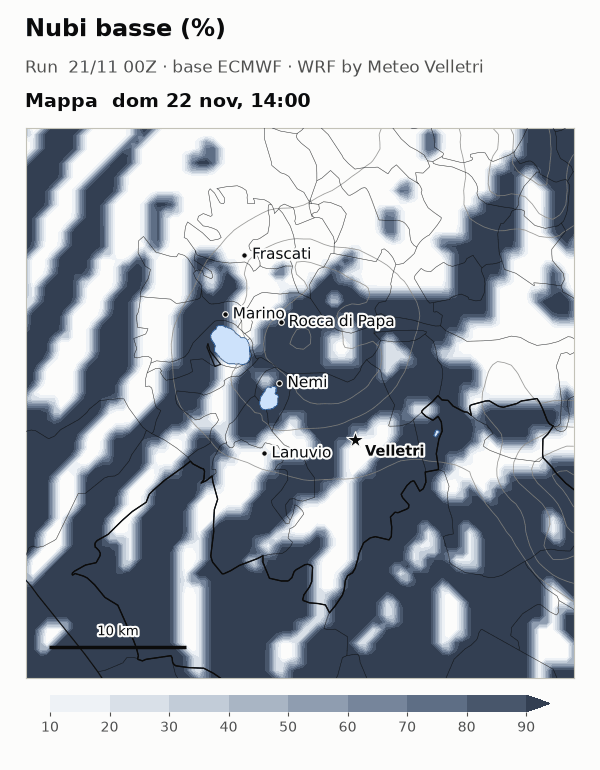 Nubi basse (%)
Run  21/11 00Z · base ECMWF · WRF by Meteo Velletri
Mappa  dom 22 nov, 14:00
Frascati
Marino
Rocca di Papa
Nemi
Velletri
Lanuvio
10 km
10 20 30 40 50 60 70 80 90